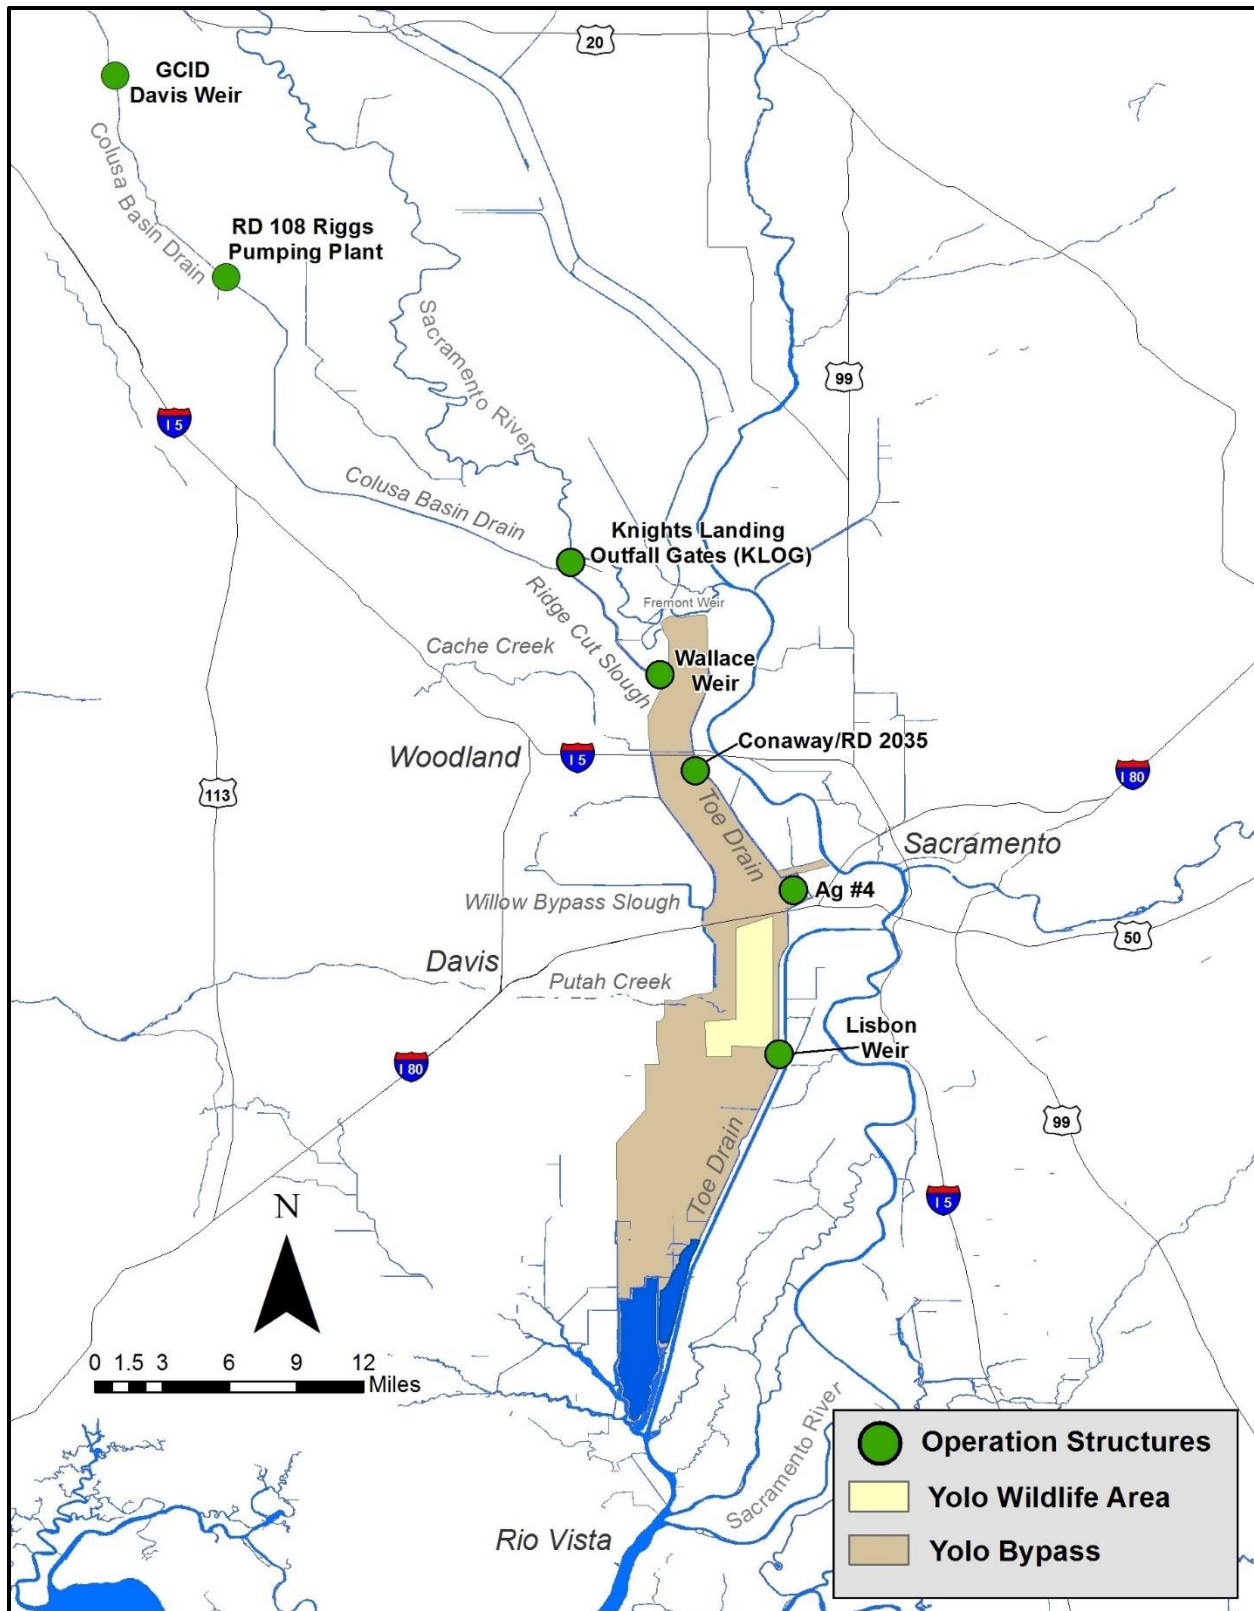 20
GCID
Davis Weir
Colusa Basin Drain
RD 108 Riggs
Pumping Plant
Sacramento River
99
I 5
Colusa Basin Drain
Knights Landing
Outfall Gates (KLOG)
Ridge Cut Slough
Fremont Weir
Cache Creek
Wallace
Weir
Woodland
I 5
Conaway/RD 2035
I 80
113
Toe Drain
Sacramento
Ag #4
Willow Bypass Slough
50
Davis
Putah Creek
Lisbon
Weir
I 80
99
Toe Drain
I 5
N
0 1.5 3 6 9 12
Miles
Sacramento River
Rio Vista
Operation Structures
Yolo Wildlife Area
Yolo Bypass